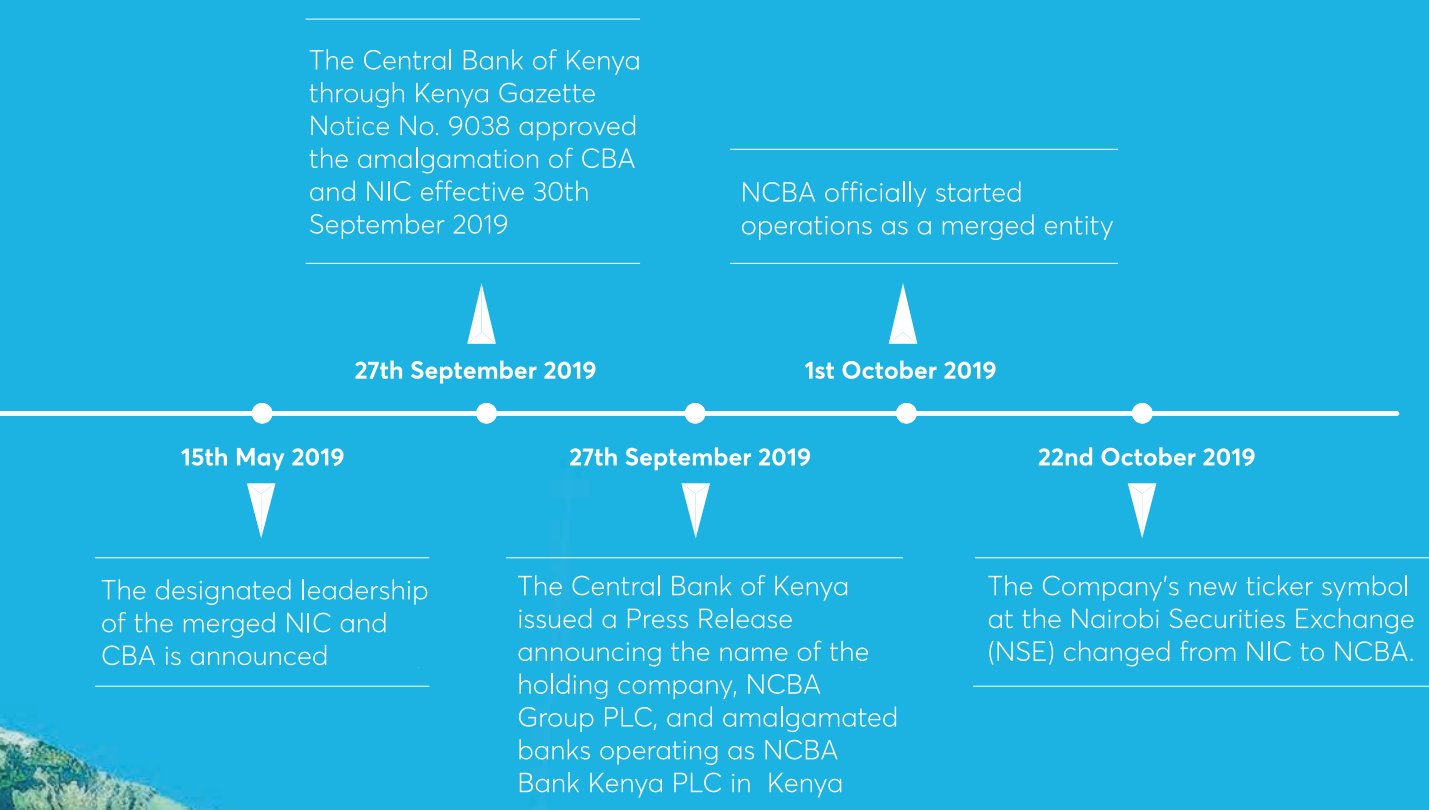 The Central Bank of Kenya
through Kenya Gazette
Notice No. 9038 approved
the amalgamation of CBA
and NIC effective 30th
September 2019
NCBA officially started
operations as a merged entity
27th September 2019
1st October 2019
15th May 2019
27th September 2019
22nd October 2019
The designated leadership
of the merged NIC and
CBA is announced
The Central Bank of Kenya
issued a Press Release
announcing the name of the
holding company, NCBA
Group PLC, and amalgamated
banks operating as NCBA
Bank Kenya PLC in Kenya
The Company's new ticker symbol
at the Nairobi Securities Exchange
(NSE) changed from NIC to NCBA.